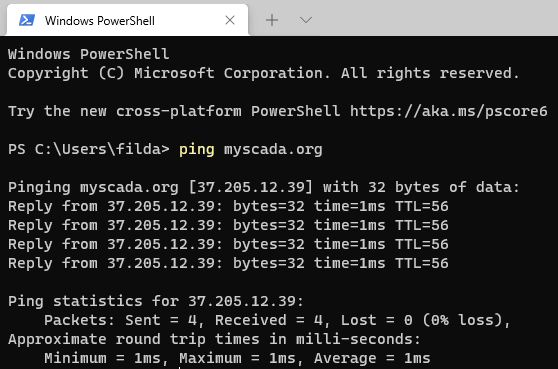 Windows PowerShell
Windows PowerShell
Copyright (C) Microsoft Corporation. All rights reserved.
Try the new cross-platform PowerShell https://aka.ms/pscore6
PS C:\Users\filda> ping myscada.org
Pinging myscada.org [37.205.12.39] with 32 bytes of data:
Reply from 37.205.12.39: bytes=32 time=1ms TTL=56
Reply from 37.205.12.39: bytes=32 time=1ms TTL=56
Reply from 37.205.12.39: bytes=32 time=1ms TTL=56
Reply from 37.205.12.39: bytes=32 time=1ms TTL=56
Ping statistics for 37.205.12.39:
    Packets: Sent = 4, Received = 4, Lost = 0 (0% loss),
Approximate round trip times in milli-seconds:
    Minimum = 1ms, Maximum = 1ms, Average = 1ms